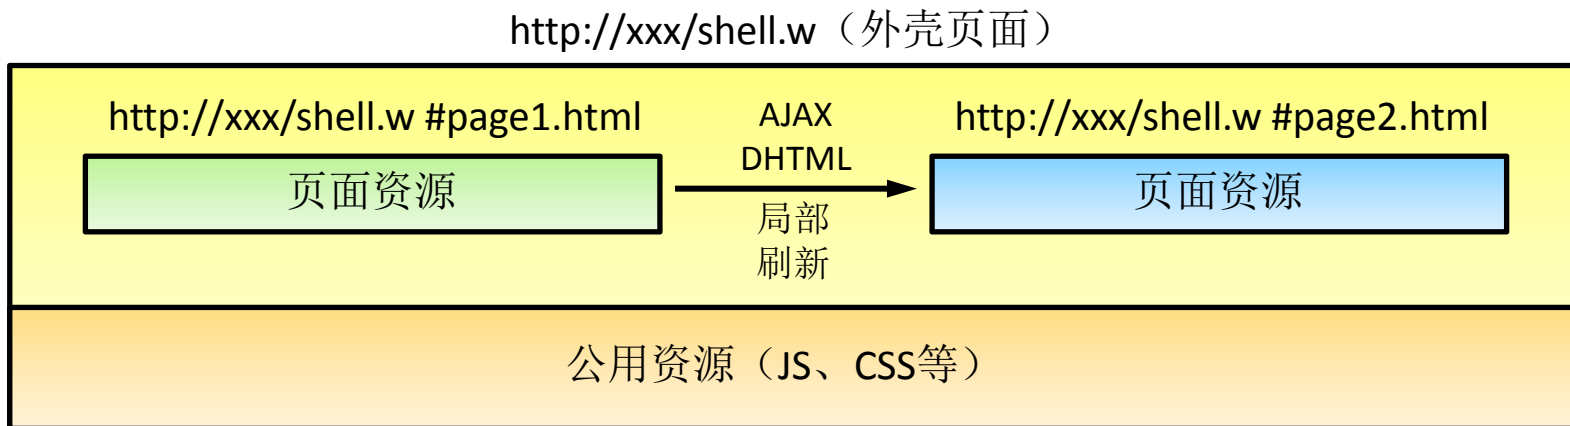 http://xxx/shell.w（外壳页面）
http://xxx/shell.w #page1.html
AJAX
DHTML
http://xxx/shell.w #page2.html
页面资源
局部
刷新
页面资源
公用资源（JS、CSS等）